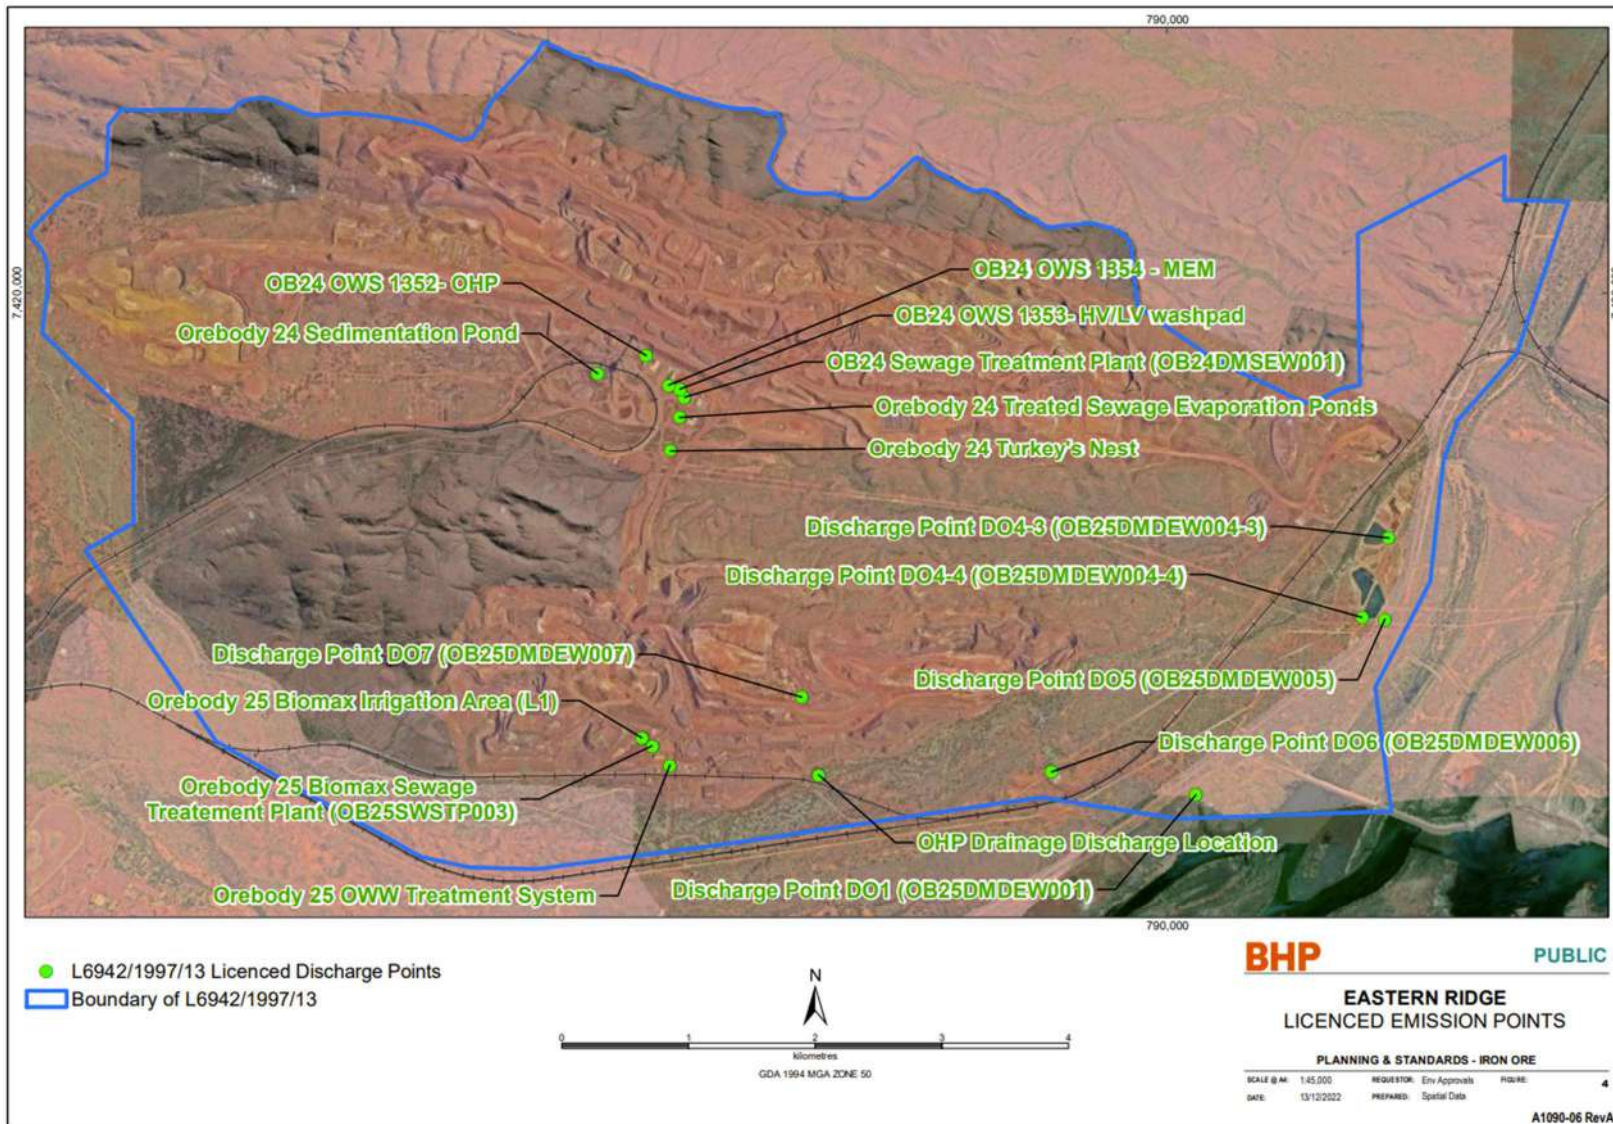 790,000
7,420,000
OB24 OWS 1354 - MEM
OB24 OWS 1352- OHP
OB24 OWS 1353- HV/LV washpad
Orebody 24 Sedimentation Pond
OB24 Sewage Treatment Plant (OB24DMSEW001)
Orebody 24 Treated Sewage Evaporation Ponds
Orebody 24 Turkey's Nest
Discharge Point DO4-3 (OB25DMDEW004-3)
Discharge Point DO4-4 (OB25DMDEW004-4)
Discharge Point DO7 (OB25DMDEW007)
Discharge Point DO5 (OB25DMDEW005)
Orebody 25 Biomax Irrigation Area (L1)
Discharge Point DO6 (OB25DMDEW006)
Orebody 25 Biomax Sewage
Treatement Plant (OB25SWSTP003)
OHP Drainage Discharge Location
Orebody 25 OWW Treatment System
Discharge Point DO1 (OB25DMDEW001)
790,000
L6942/1997/13 Licenced Discharge Points
Boundary of L6942/1997/13
N
0 1 2 3 4
kilometres
GDA 1994 MGA ZONE 50
BHP PUBLIC
EASTERN RIDGE
LICENCED EMISSION POINTS
PLANNING & STANDARDS - IRON ORE
SCALE @ A4: 1:45,000 REQUESTOR: Env Approvals FIGURE: 4
DATE: 13/12/2022 PREPARED: Spatial Data
A1090-06 RevA